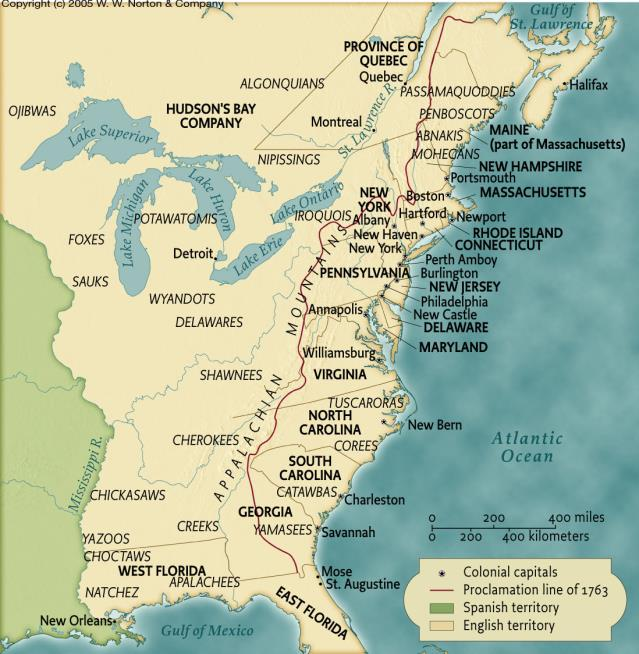 Copyright (c) 2005 W. W. Norton & Company
Gulf of
St. Lawrence
PROVINCE OF
QUEBEC
Quebec
ALGONQUIANS
PASSAMAQUODDIES
Halifax
OJIBWAS
HUDSON'S BAY
COMPANY
PENBOSCOTS
Montreal
St. Lawrence R.
Lake Superior
ABNAKIS
MAINE
(part of Massachusetts)
MOHEGANS
NIPISSINGS
NEW HAMPSHIRE
Portsmouth
Lake Michigan
Lake Huron
Lake Ontario
NEW
YORK
Boston
MASSACHUSETTS
POTAWATOMIS
IROQUOIS
Albany
Hartford
Newport
RHODE ISLAND
FOXES
New Haven
CONNECTICUT
Detroit
Lake Erie
New York
Perth Amboy
SAUKS
PENNSYLVANIA
Burlington
NEW JERSEY
WYANDOTS
Philadelphia
DELAWARES
Annapolis
New Castle
DELAWARE
MARYLAND
APPALACHIAN MOUNTAINS
Williamsburg
SHAWNEES
VIRGINIA
TUSCARORAS
NORTH
CAROLINA
New Bern
CHEROKEES
COREES
Atlantic
Ocean
Mississippi R.
SOUTH
CAROLINA
CHICKASAWS
CATAWBAS
Charleston
GEORGIA
CREEKS
YAMASEES
Savannah
0 200 400 miles
0 200 400 kilometers
YAZOOS
CHOCTAWS
WEST FLORIDA
APALACHEES
Mose
St. Augustine
NATCHEZ
EAST FLORIDA
New Orleans
Gulf of Mexico
Colonial capitals
Proclamation line of 1763
Spanish territory
English territory